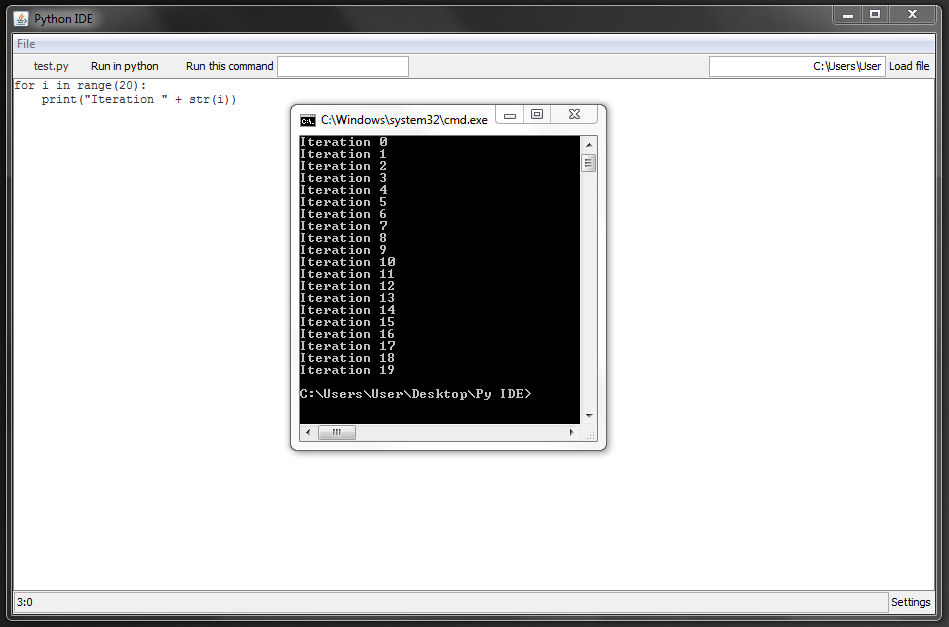 Python IDE
File
test.py Run in python Run this command C:\Users\User Load file
for i in range(20):
    print("Iteration " + str(i))
C:\Windows\system32\cmd.exe
Iteration 0
Iteration 1
Iteration 2
Iteration 3
Iteration 4
Iteration 5
Iteration 6
Iteration 7
Iteration 8
Iteration 9
Iteration 10
Iteration 11
Iteration 12
Iteration 13
Iteration 14
Iteration 15
Iteration 16
Iteration 17
Iteration 18
Iteration 19
C:\Users\User\Desktop\Py IDE>
3:0 Settings